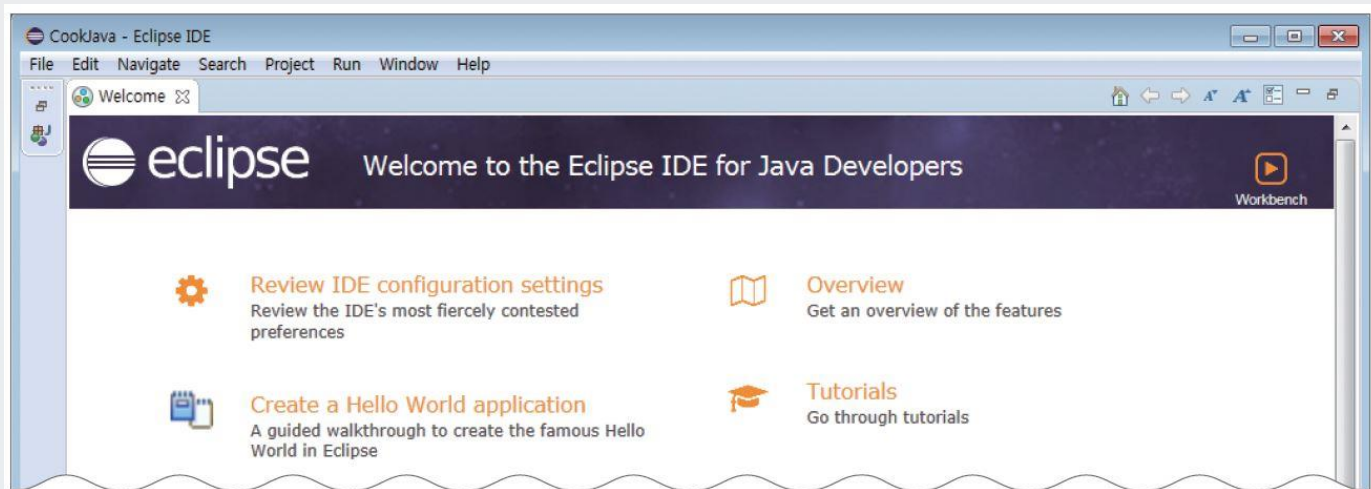 CookJava - Eclipse IDE
File Edit Navigate Search Project Run Window Help
Welcome
eclipse
Welcome to the Eclipse IDE for Java Developers
Workbench
Review IDE configuration settings
Review the IDE's most fiercely contested
preferences
Overview
Get an overview of the features
Create a Hello World application
A guided walkthrough to create the famous Hello
World in Eclipse
Tutorials
Go through tutorials